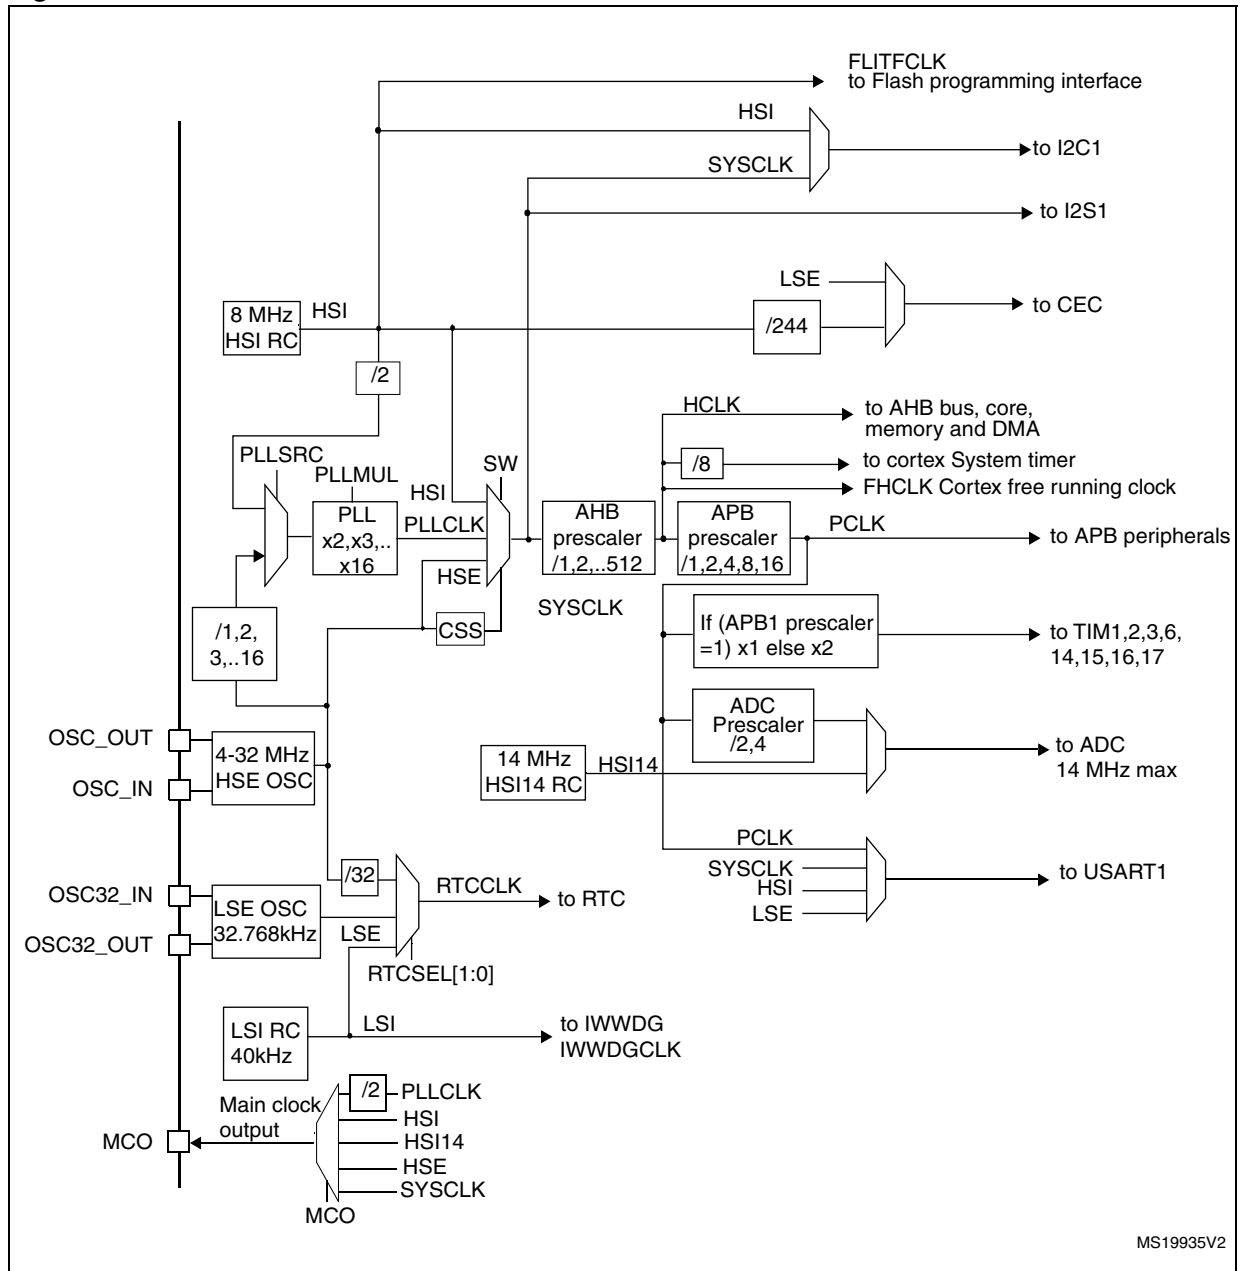 FLITFCLK
to Flash programming interface
HSI
to I2C1
SYSCLK
to I2S1
LSE
to CEC
8 MHz
HSI RC
HSI
/244
/2
HCLK
to AHB bus, core,
memory and DMA
PLLSRC
PLLMUL
SW
/8
to cortex System timer
FHCLK Cortex free running clock
HSI
PLL
x2,x3,..
x16
PLLCLK
AHB
prescaler
/1,2,..512
APB
prescaler
/1,2,4,8,16
PCLK
to APB peripherals
HSE
SYSCLK
CSS
/1,2,
3,..16
If (APB1 prescaler
=1) x1 else x2
to TIM1,2,3,6,
14,15,16,17
OSC_OUT
OSC_IN
4-32 MHz
HSE OSC
ADC
Prescaler
/2,4
14 MHz
HSI14 RC
HSI14
to ADC
14 MHz max
PCLK
SYSCLK
HSI
LSE
to USART1
/32
RTCCLK
to RTC
OSC32_IN
OSC32_OUT
LSE OSC
32.768kHz
LSE
RTCSEL[1:0]
LSI RC
40kHz
LSI
to IWWDG
IWWDGCLK
/2
PLLCLK
Main clock
output
HSI
MCO
HSI14
HSE
SYSCLK
MCO
MS19935V2